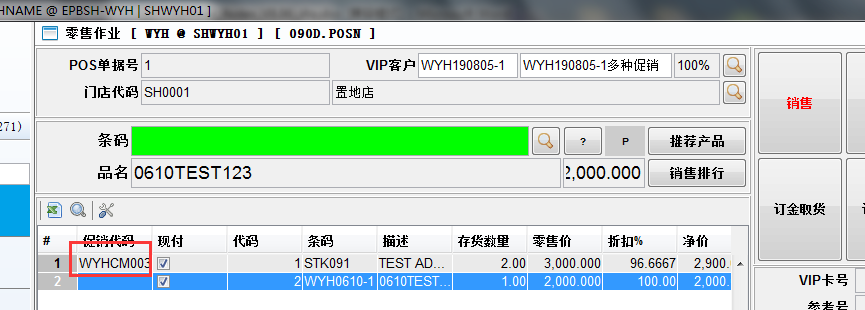 HNAME @ EPBSH-WYH | SHWYH01 ]
零售作业 [ WYH @ SHWYH01 ] [ 090D.POSN ]
POS单据号 1 VIP客户 WYH190805-1 WYH190805-1多种促销 100%
门店代码 SH0001 置地店
销售
271)
条码 ? P 推荐产品
品名 0610TEST123 2,000.000 销售排行
订金取货
# 促销代码 现付 代码 条码 描述 存货数量 零售价 折扣% 净价
1 WYHCM003 1 STK091 TEST AD... 2.00 3,000.000 96.6667 2,900.
2 2 WYH0610-1 0610TEST... 1.00 2,000.000 100.00 2,000.
VIP卡号
参考号